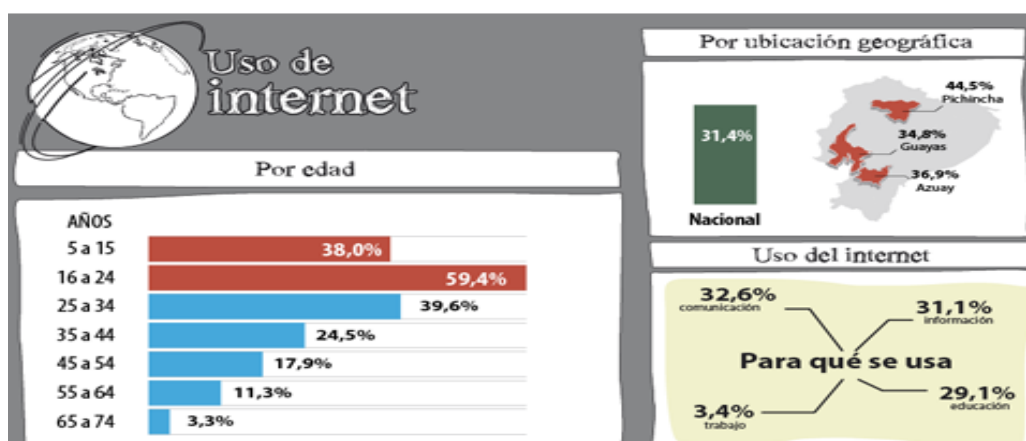 Uso de
internet
Por edad
AÑOS
5 a 15 38,0%
16 a 24 59,4%
25 a 34 39,6%
35 a 44 24,5%
45 a 54 17,9%
55 a 64 11,3%
65 a 74 3,3%
Por ubicación geográfica
31,4%
Nacional
44,5%
Pichincha
34,8%
Guayas
36,9%
Azuay
Uso del internet
32,6%
comunicación
31,1%
información
Para qué se usa
3,4%
trabajo
29,1%
educación